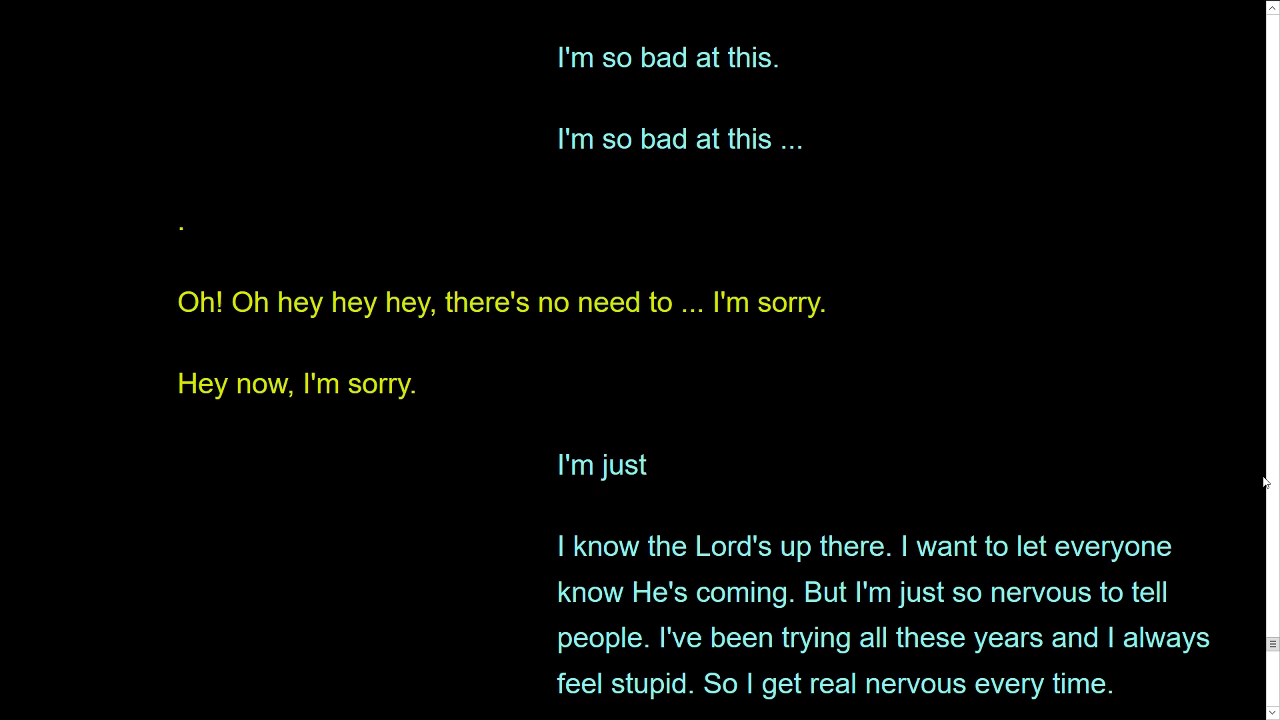 I'm so bad at this.
I'm so bad at this ...
.
Oh! Oh hey hey hey, there's no need to ... I'm sorry.
Hey now, I'm sorry.
I'm just
I know the Lord's up there. I want to let everyone
know He's coming. But I'm just so nervous to tell
people. I've been trying all these years and I always
feel stupid. So I get real nervous every time.